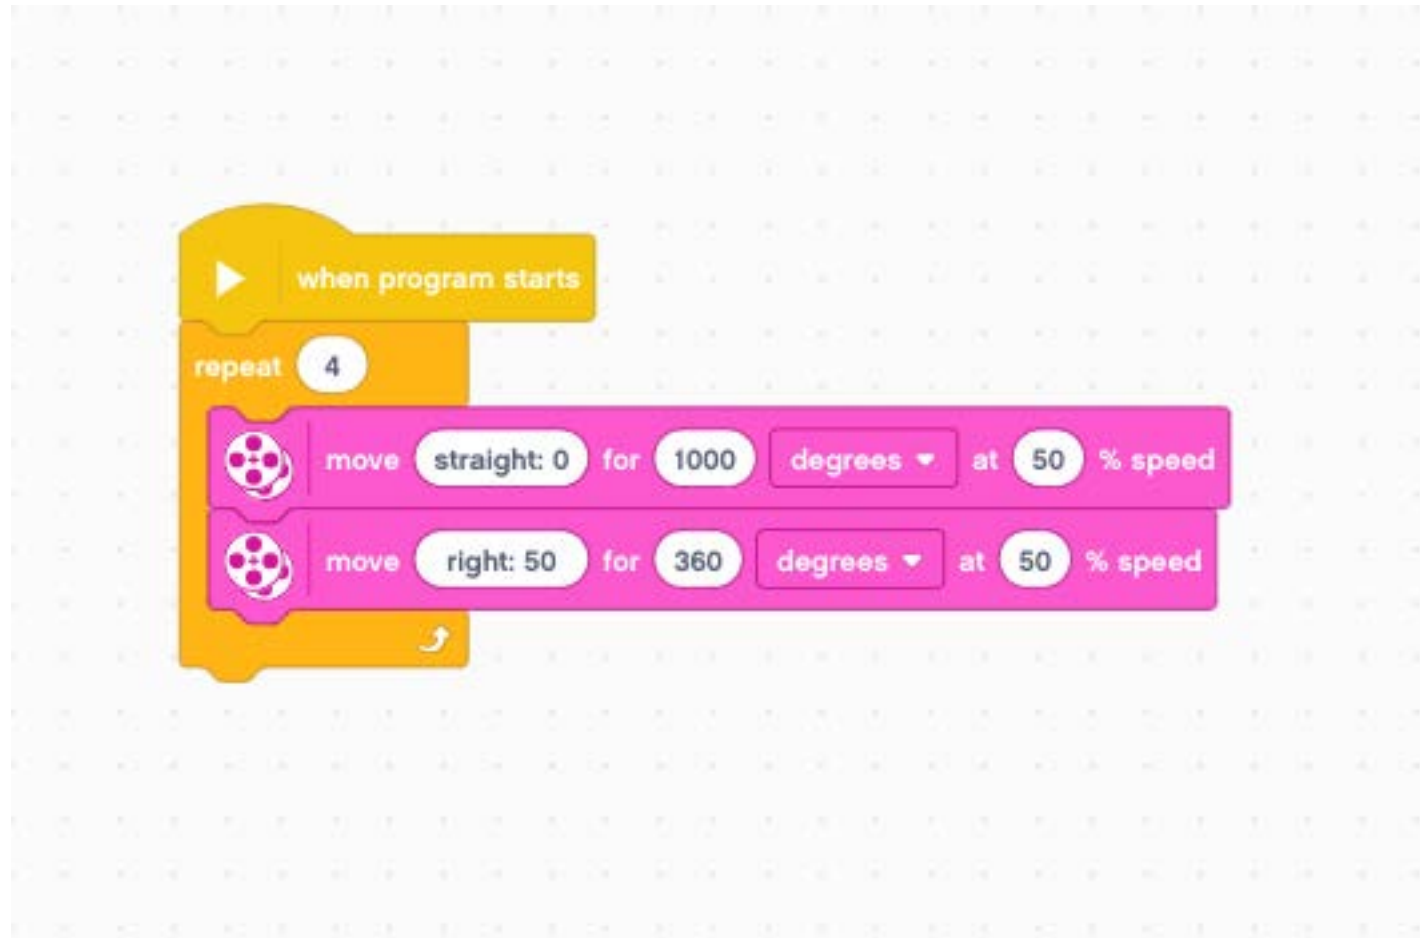 when program starts
repeat 4
move straight: 0 for 1000 degrees at 50 % speed
move right: 50 for 360 degrees at 50 % speed